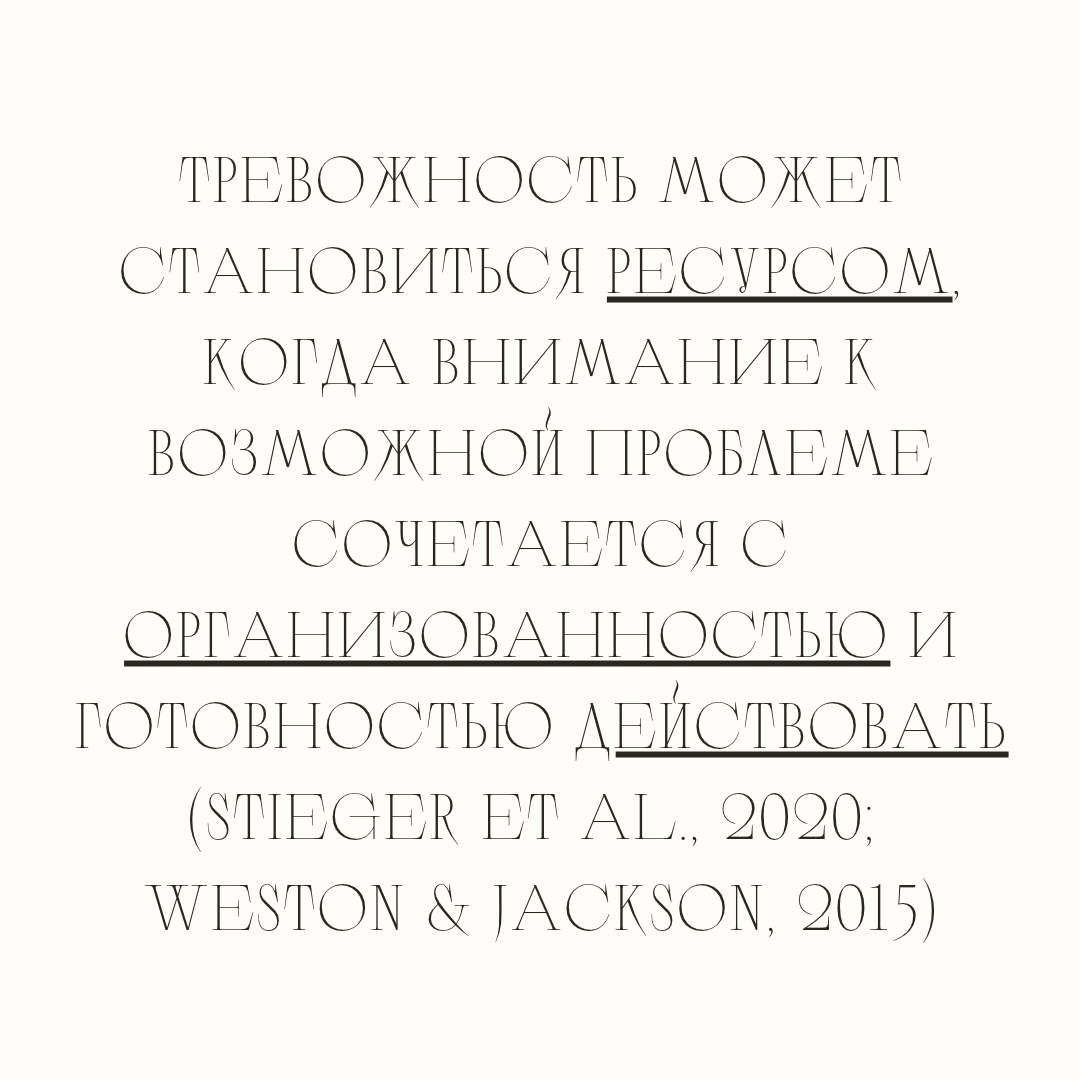 ТРЕВОЖНОСТЬ МОЖЕТ
СТАНОВИТЬСЯ РЕСУРСОМ,
КОГДА ВНИМАНИЕ К
ВОЗМОЖНОЙ ПРОБЛЕМЕ
СОЧЕТАЕТСЯ С
ОРГАНИЗОВАННОСТЬЮ И
ГОТОВНОСТЬЮ ДЕЙСТВОВАТЬ
(STIEGER ET AL., 2020;
WESTON & JACKSON, 2015)